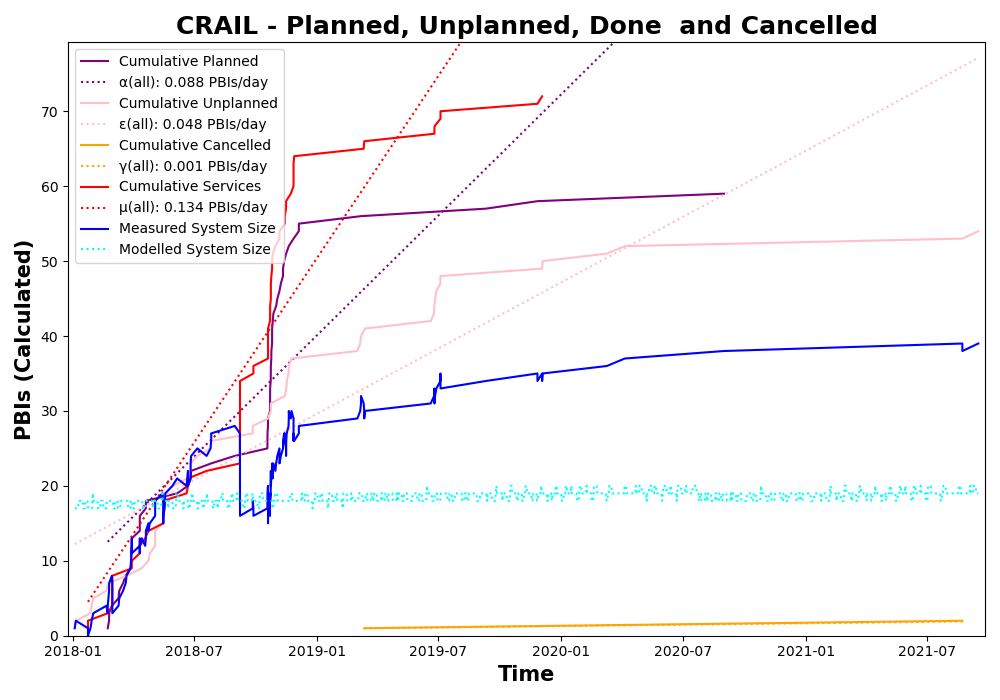 CRAIL - Planned, Unplanned, Done  and Cancelled
Cumulative Planned
α(all): 0.088 PBIs/day
Cumulative Unplanned
ε(all): 0.048 PBIs/day
Cumulative Cancelled
γ(all): 0.001 PBIs/day
Cumulative Services
μ(all): 0.134 PBIs/day
Measured System Size
Modelled System Size
PBIs (Calculated)
70
60
50
40
30
20
10
0
2018-01 2018-07 2019-01 2019-07 2020-01 2020-07 2021-01 2021-07
Time